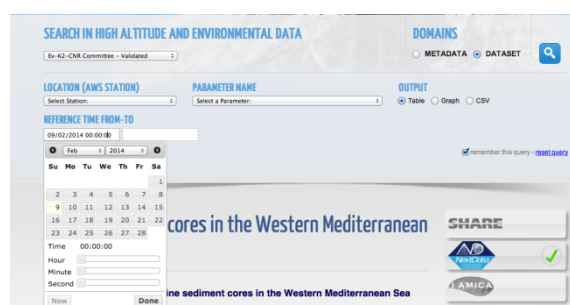 SEARCH IN HIGH ALTITUDE AND ENVIRONMENTAL DATA
DOMAINS
Ev-K2-CNR Committee - Validated
METADATA DATASET
LOCATION (AWS STATION)
PARAMETER NAME
OUTPUT
Select Station:
Select a Parameter:
Table Graph CSV
REFERENCE TIME FROM-TO
09/02/2014 00:00:00
Feb 2014
remember this query - reset query
Su Mo Tu We Th Fr Sa
1
2 3 4 5 6 7 8
9 10 11 12 13 14 15
16 17 18 19 20 21 22
23 24 25 26 27 28
cores in the Western Mediterranean
SHARE
Time 00:00:00
Hour
Minute
Second
NextData
Now Done
ine sediment cores in the Western Mediterranean Sea
AMICA